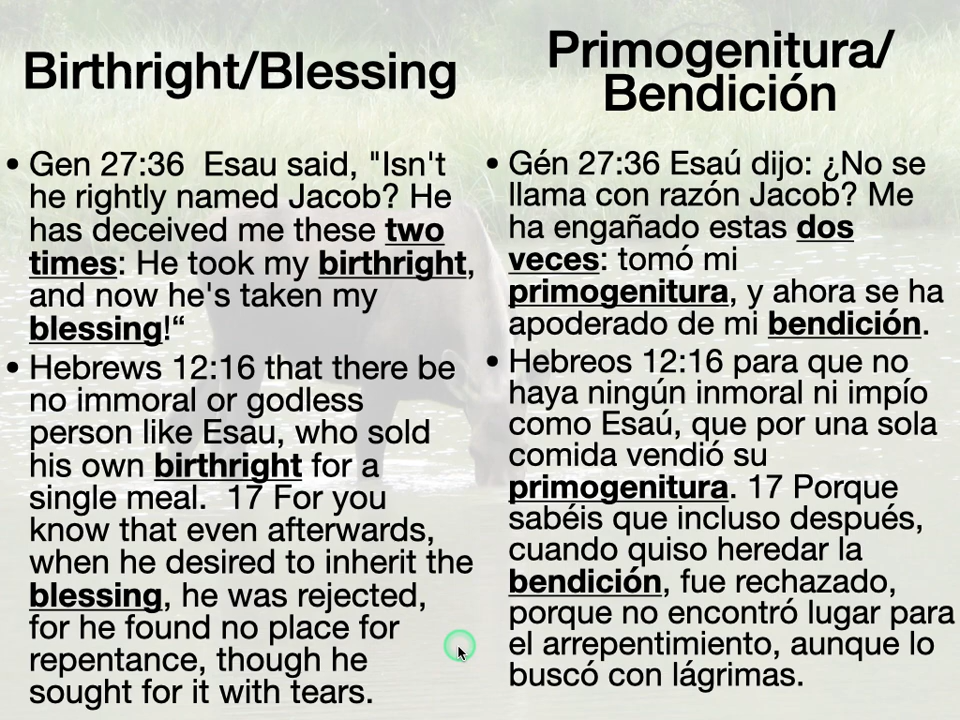 Birthright/Blessing
• Gen 27:36  Esau said, "Isn't
he rightly named Jacob? He
has deceived me these two
times: He took my birthright,
and now he's taken my
blessing!“
• Hebrews 12:16 that there be
no immoral or godless
person like Esau, who sold
his own birthright for a
single meal.  17 For you
know that even afterwards,
when he desired to inherit the
blessing, he was rejected,
for he found no place for
repentance, though he
sought for it with tears.
Primogenitura/
Bendición
• Gén 27:36 Esaú dijo: ¿No se
llama con razón Jacob? Me
ha engañado estas dos
veces: tomó mi
primogenitura, y ahora se ha
apoderado de mi bendición.
• Hebreos 12:16 para que no
haya ningún inmoral ni impío
como Esaú, que por una sola
comida vendió su
primogenitura. 17 Porque
sabéis que incluso después,
cuando quiso heredar la
bendición, fue rechazado,
porque no encontró lugar para
el arrepentimiento, aunque lo
buscó con lágrimas.